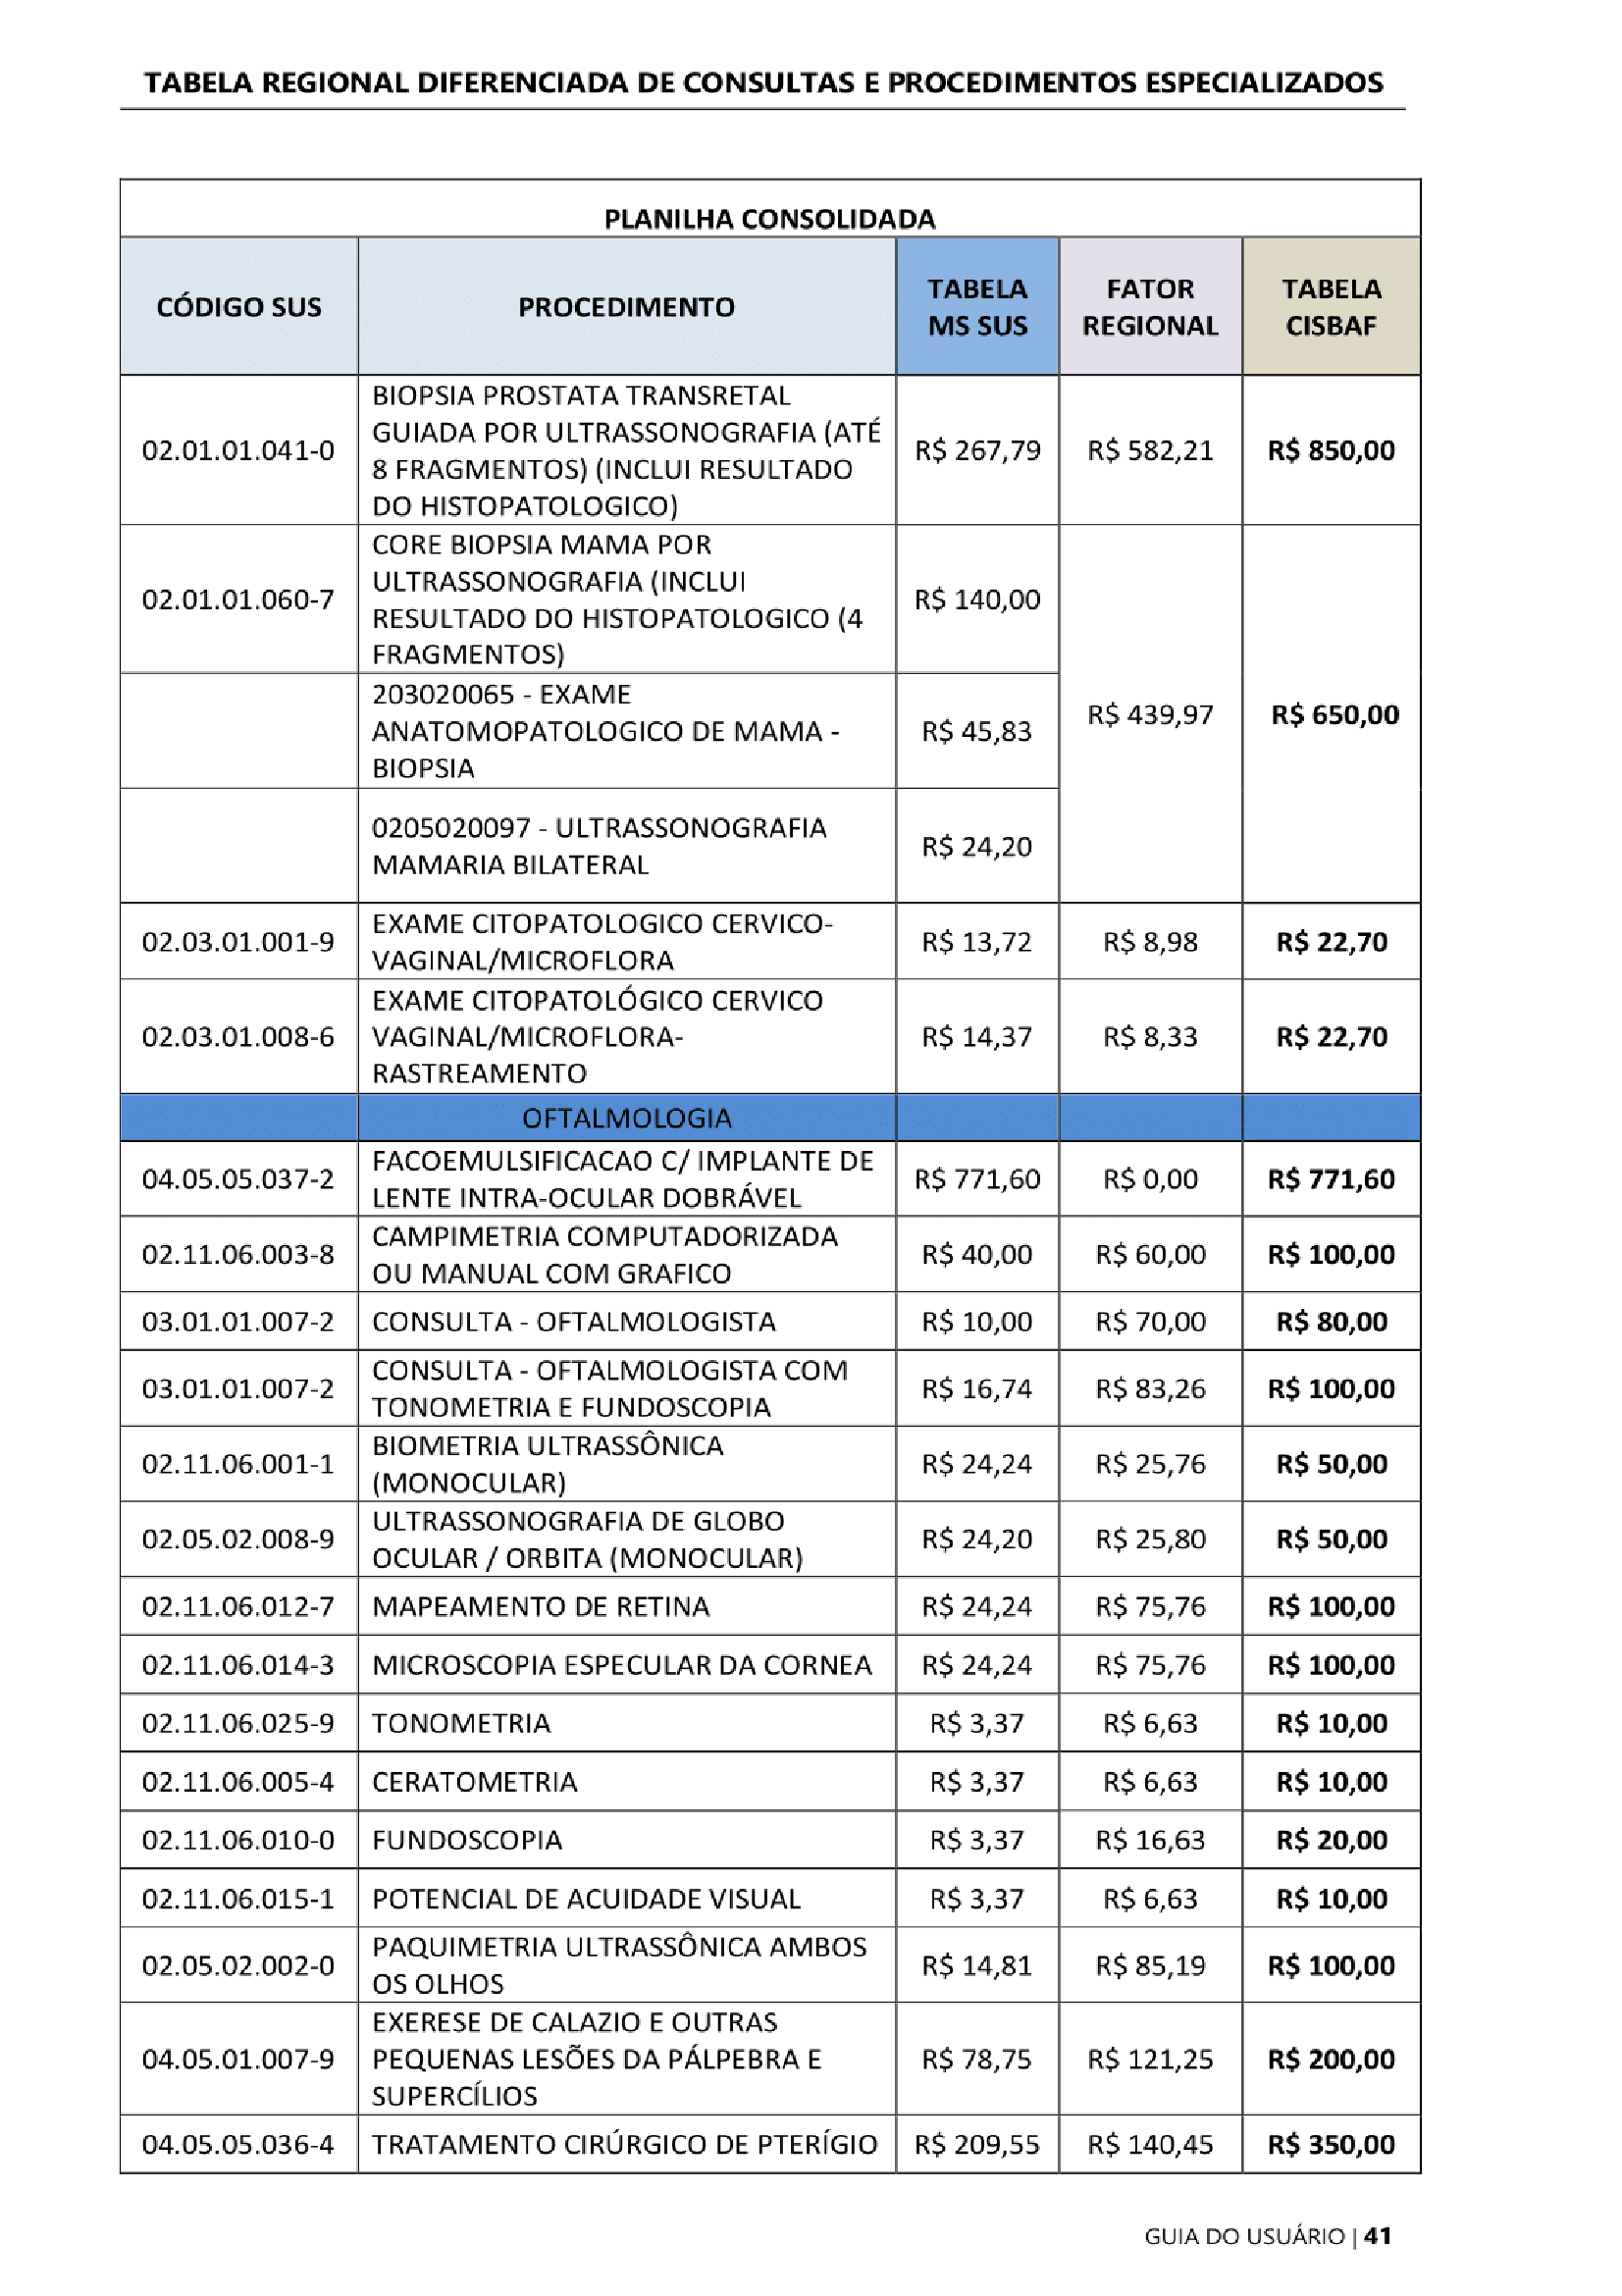 TABELA REGIONAL DIFERENCIADA DE CONSULTAS E PROCEDIMENTOS ESPECIALIZADOS
PLANILHA CONSOLIDADA
CÓDIGO SUS
PROCEDIMENTO
TABELA
MS SUS
FATOR
REGIONAL
TABELA
CISBAF
02.01.01.041-0
BIOPSIA PROSTATA TRANSRETAL
GUIADA POR ULTRASSONOGRAFIA (ATÉ
8 FRAGMENTOS) (INCLUI RESULTADO
DO HISTOPATOLOGICO)
R$ 267,79
R$ 582,21
R$ 850,00
02.01.01.060-7
CORE BIOPSIA MAMA POR
ULTRASSONOGRAFIA (INCLUI
RESULTADO DO HISTOPATOLOGICO (4
FRAGMENTOS)
R$ 140,00
R$ 439,97
R$ 650,00
203020065 - EXAME
ANATOMOPATOLOGICO DE MAMA -
BIOPSIA
R$ 45,83
0205020097 - ULTRASSONOGRAFIA
MAMARIA BILATERAL
R$ 24,20
02.03.01.001-9
EXAME CITOPATOLOGICO CERVICO-
VAGINAL/MICROFLORA
R$ 13,72
R$ 8,98
R$ 22,70
02.03.01.008-6
EXAME CITOPATOLÓGICO CERVICO
VAGINAL/MICROFLORA-
RASTREAMENTO
R$ 14,37
R$ 8,33
R$ 22,70
OFTALMOLOGIA
04.05.05.037-2
FACOEMULSIFICACAO C/ IMPLANTE DE
LENTE INTRA-OCULAR DOBRÁVEL
R$ 771,60
R$ 0,00
R$ 771,60
02.11.06.003-8
CAMPIMETRIA COMPUTADORIZADA
OU MANUAL COM GRAFICO
R$ 40,00
R$ 60,00
R$ 100,00
03.01.01.007-2
CONSULTA - OFTALMOLOGISTA
R$ 10,00
R$ 70,00
R$ 80,00
03.01.01.007-2
CONSULTA - OFTALMOLOGISTA COM
TONOMETRIA E FUNDOSCOPIA
R$ 16,74
R$ 83,26
R$ 100,00
02.11.06.001-1
BIOMETRIA ULTRASSÔNICA
(MONOCULAR)
R$ 24,24
R$ 25,76
R$ 50,00
02.05.02.008-9
ULTRASSONOGRAFIA DE GLOBO
OCULAR / ORBITA (MONOCULAR)
R$ 24,20
R$ 25,80
R$ 50,00
02.11.06.012-7
MAPEAMENTO DE RETINA
R$ 24,24
R$ 75,76
R$ 100,00
02.11.06.014-3
MICROSCOPIA ESPECULAR DA CORNEA
R$ 24,24
R$ 75,76
R$ 100,00
02.11.06.025-9
TONOMETRIA
R$ 3,37
R$ 6,63
R$ 10,00
02.11.06.005-4
CERATOMETRIA
R$ 3,37
R$ 6,63
R$ 10,00
02.11.06.010-0
FUNDOSCOPIA
R$ 3,37
R$ 16,63
R$ 20,00
02.11.06.015-1
POTENCIAL DE ACUIDADE VISUAL
R$ 3,37
R$ 6,63
R$ 10,00
02.05.02.002-0
PAQUIMETRIA ULTRASSÔNICA AMBOS
OS OLHOS
R$ 14,81
R$ 85,19
R$ 100,00
04.05.01.007-9
EXERESE DE CALAZIO E OUTRAS
PEQUENAS LESÕES DA PÁLPEBRA E
SUPERCÍLIOS
R$ 78,75
R$ 121,25
R$ 200,00
04.05.05.036-4
TRATAMENTO CIRÚRGICO DE PTERÍGIO
R$ 209,55
R$ 140,45
R$ 350,00
GUIA DO USUÁRIO | 41